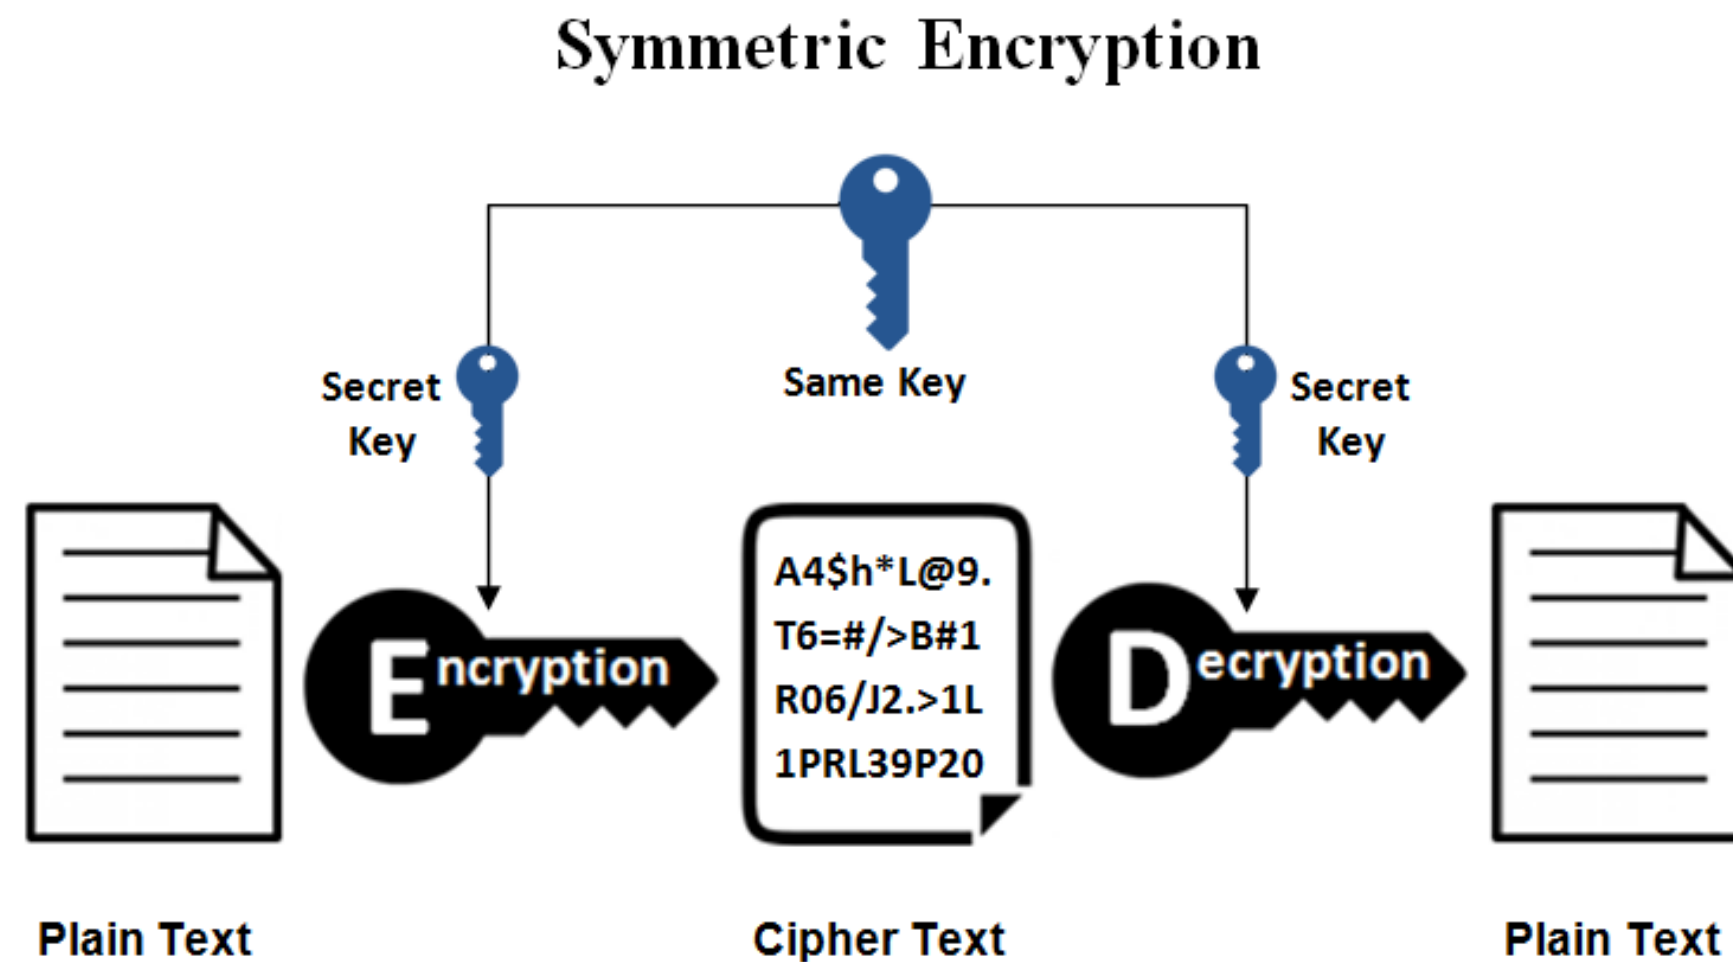 Symmetric Encryption
Same Key
Secret
Key
Secret
Key
Encryption
A4$h*L@9.
T6=#/>B#1
R06/J2.>1L
1PRL39P20
Decryption
Plain Text
Cipher Text
Plain Text